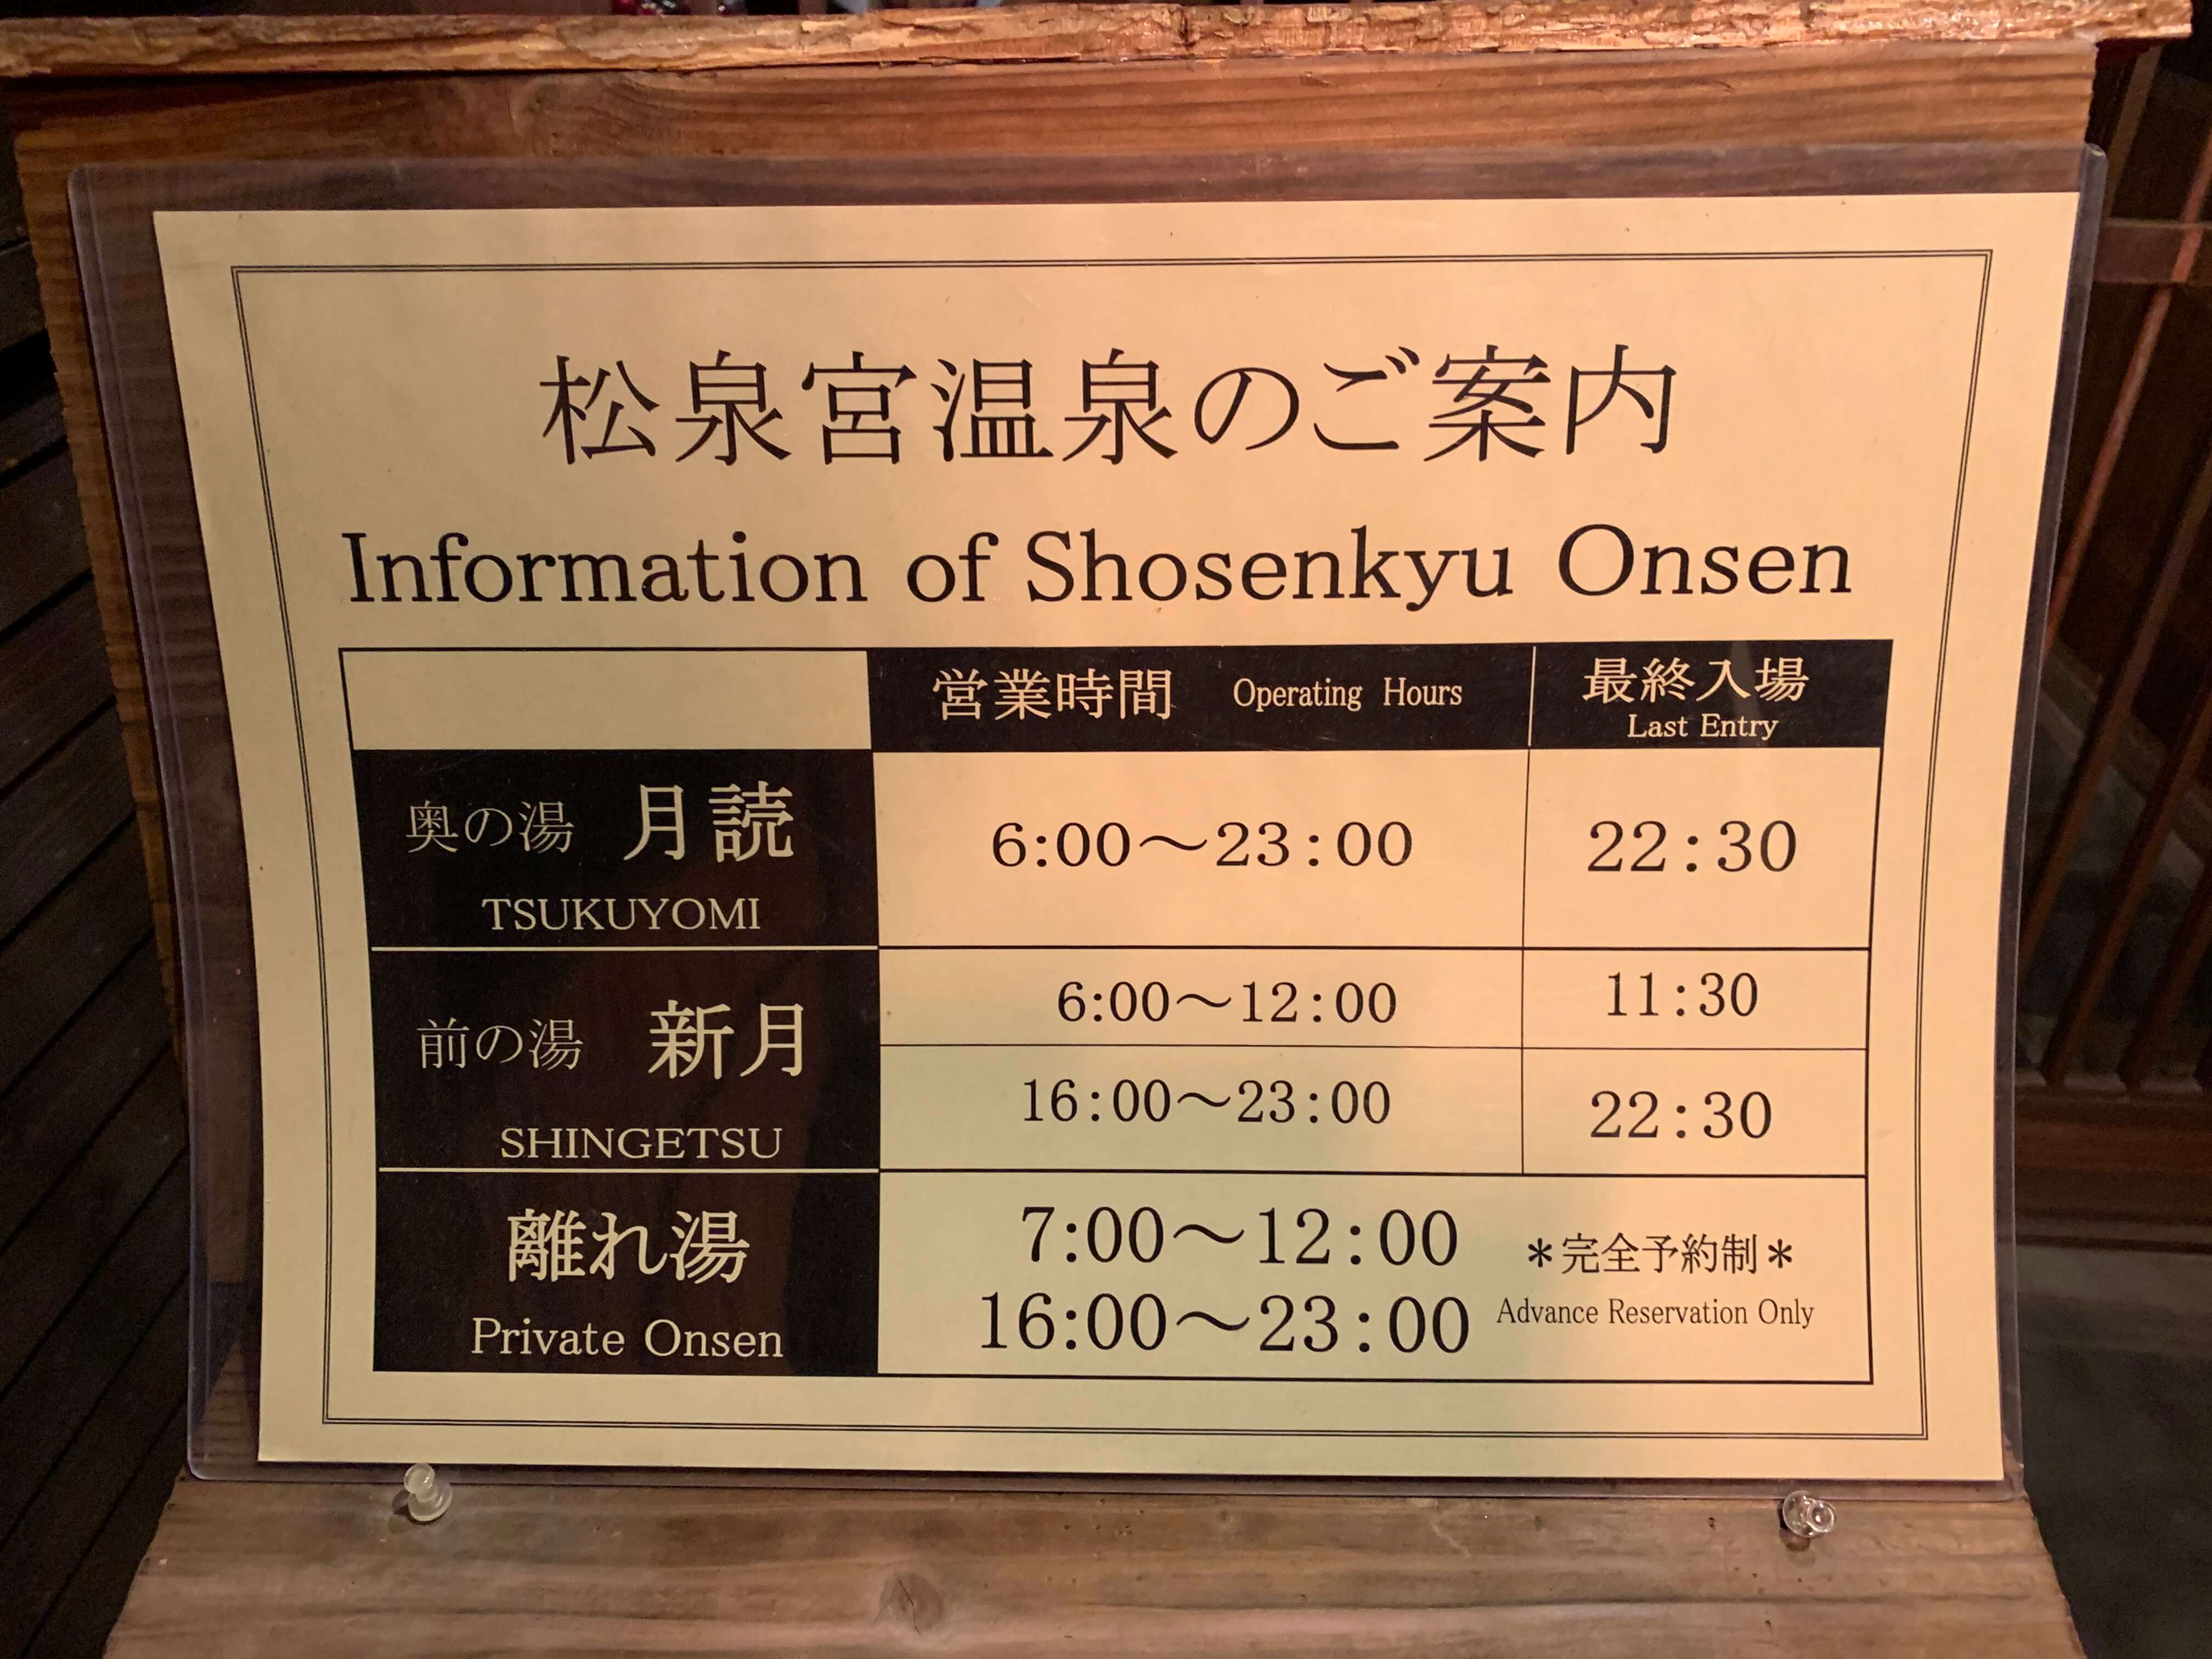 松泉宮温泉のご案内
Information of Shosenkyu Onsen
営業時間 Operating Hours
最終入場
Last Entry
奥の湯 月読
TSUKUYOMI
6:00～23:00
22:30
前の湯 新月
SHINGETSU
6:00～12:00
11:30
16:00～23:00
22:30
離れ湯
Private Onsen
7:00～12:00
16:00～23:00
＊完全予約制＊
Advance Reservation Only